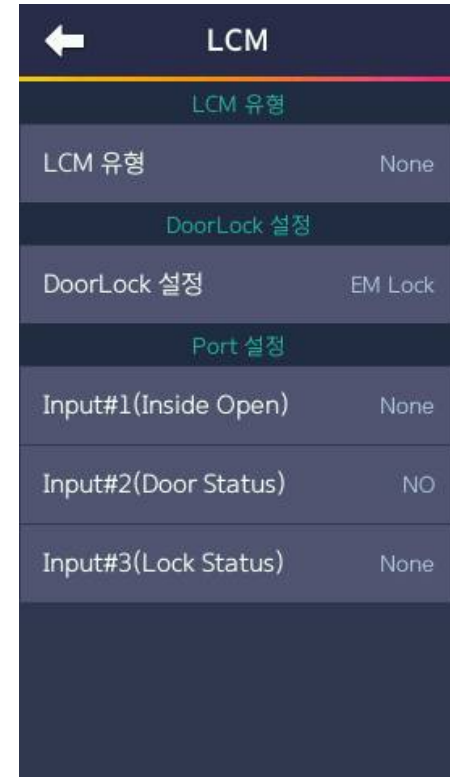 LCM
LCM 유형
LCM 유형 None
DoorLock 설정
DoorLock 설정 EM Lock
Port 설정
Input#1(Inside Open) None
Input#2(Door Status) NO
Input#3(Lock Status) None